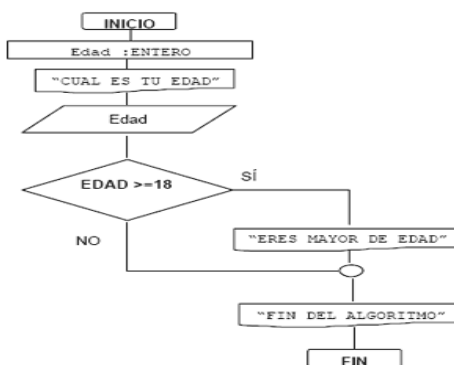 INICIO
Edad :ENTERO
“CUAL ES TU EDAD”
Edad
EDAD >=18
SÍ
NO
“ERES MAYOR DE EDAD”
“FIN DEL ALGORITMO”
FIN